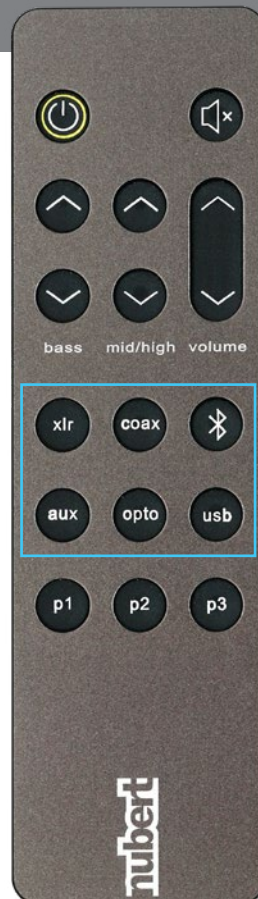 bass mid/high volume
xlr coax
aux opto usb
p1 p2 p3
nubert